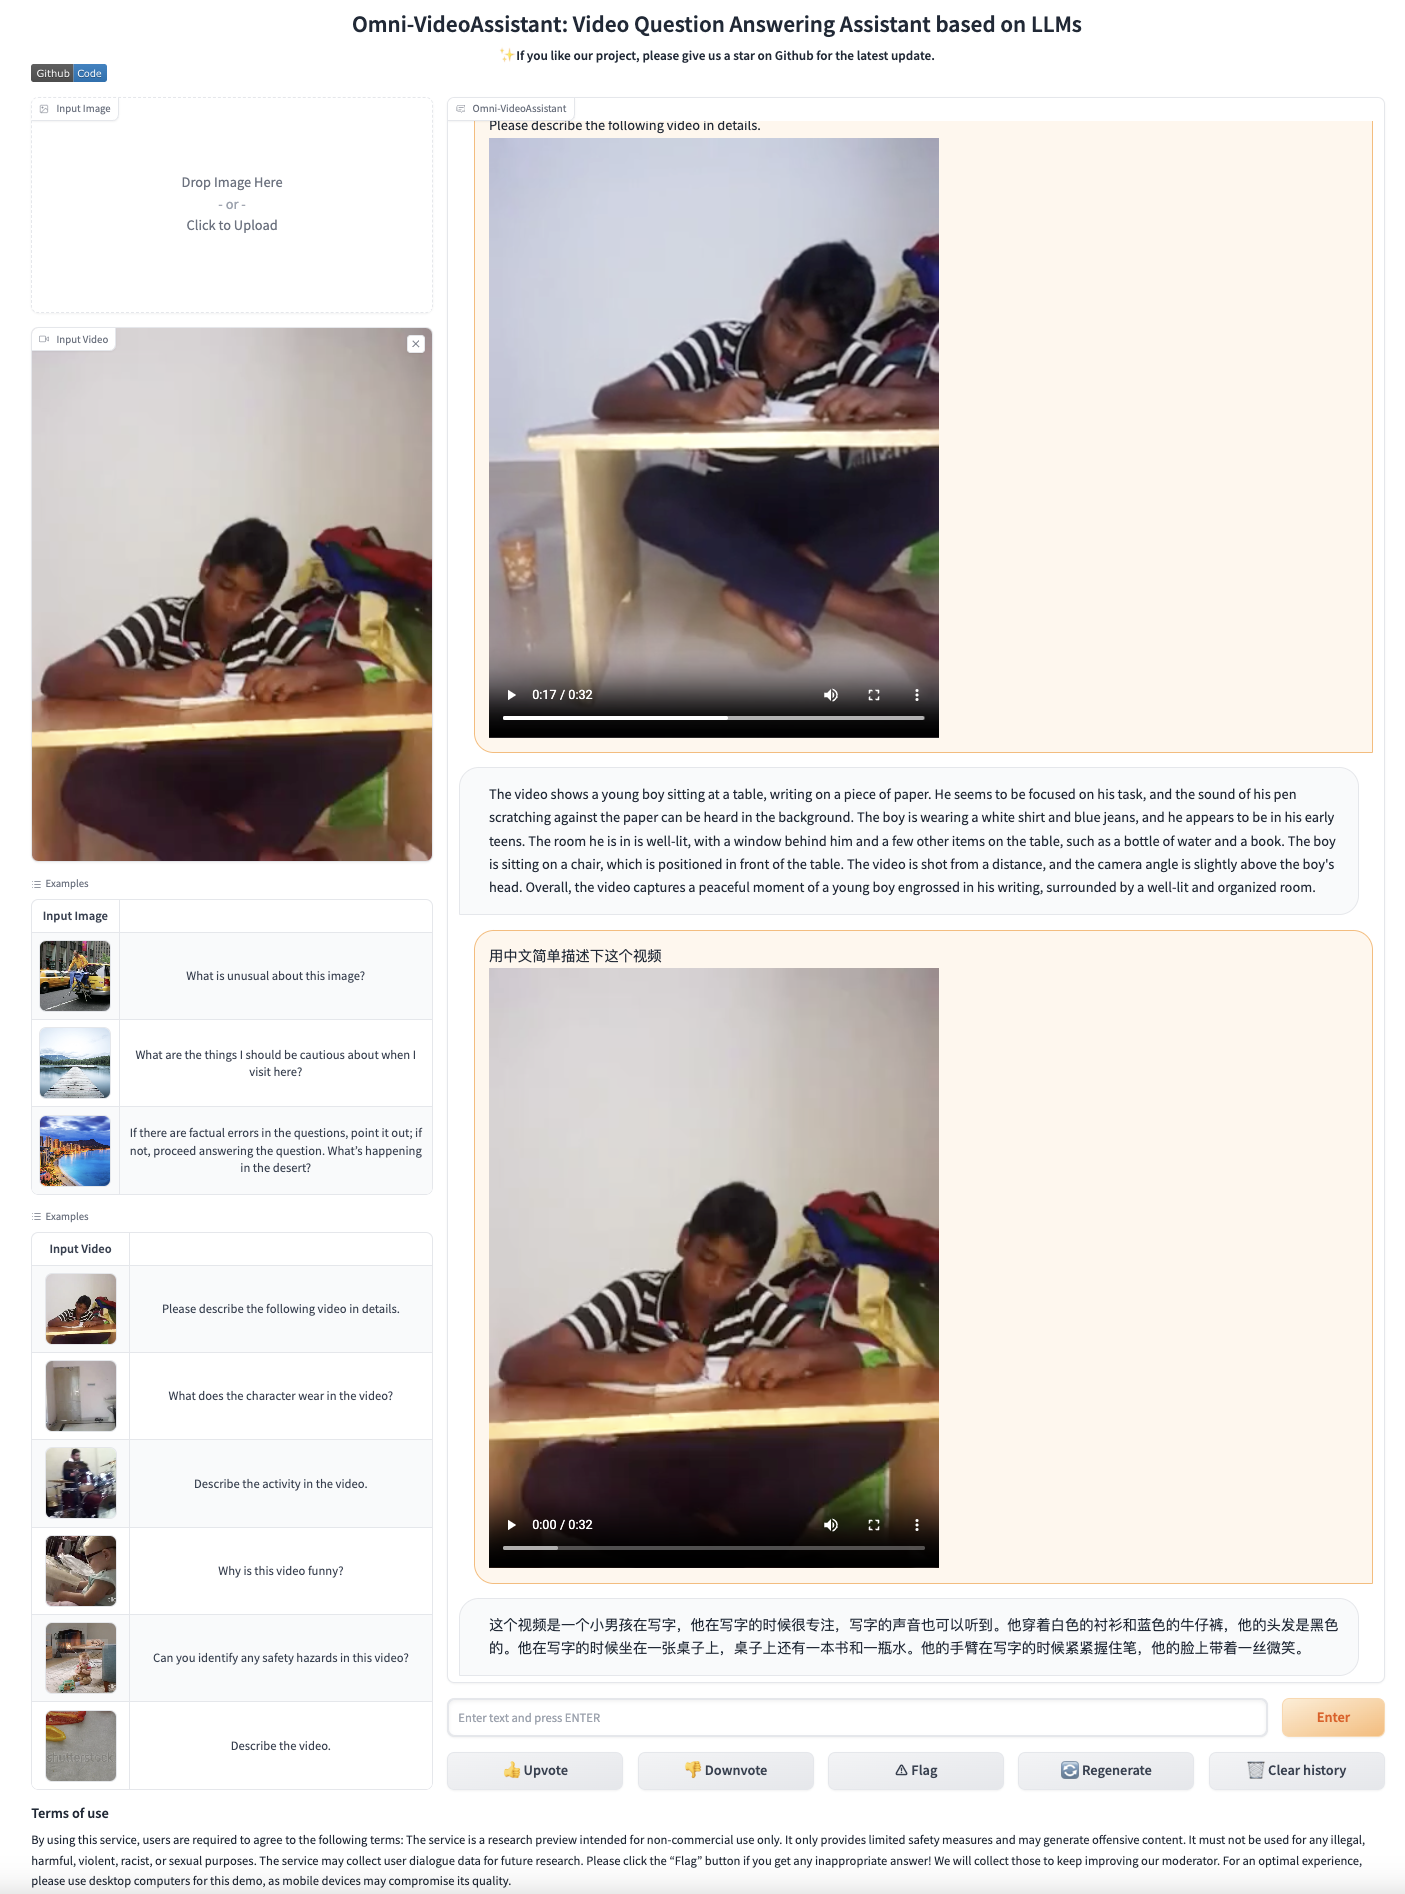 Omni-VideoAssistant: Video Question Answering Assistant based on LLMs
✨If you like our project, please give us a star on Github for the latest update.
Github Code
Input Image
Drop Image Here
- or -
Click to Upload
Input Video
Examples
Input Image
What is unusual about this image?
What are the things I should be cautious about when I
visit here?
If there are factual errors in the questions, point it out; if
not, proceed answering the question. What's happening
in the desert?
Examples
Input Video
Please describe the following video in details.
What does the character wear in the video?
Describe the activity in the video.
Why is this video funny?
Can you identify any safety hazards in this video?
shutterstock
Describe the video.
Omni-VideoAssistant
Please describe the following video in details.
0:17 / 0:32
The video shows a young boy sitting at a table, writing on a piece of paper. He seems to be focused on his task, and the sound of his pen
scratching against the paper can be heard in the background. The boy is wearing a white shirt and blue jeans, and he appears to be in his early
teens. The room he is in is well-lit, with a window behind him and a few other items on the table, such as a bottle of water and a book. The boy
is sitting on a chair, which is positioned in front of the table. The video is shot from a distance, and the camera angle is slightly above the boy's
head. Overall, the video captures a peaceful moment of a young boy engrossed in his writing, surrounded by a well-lit and organized room.
用中文简单描述下这个视频
0:00 / 0:32
这个视频是一个小男孩在写字，他在写字的时候很专注，写字的声音也可以听到。他穿着白色的衬衫和蓝色的牛仔裤，他的头发是黑色
的。他在写字的时候坐在一张桌子上，桌子上还有一本书和一瓶水。他的手臂在写字的时候紧紧握住笔，他的脸上带着一丝微笑。
Enter text and press ENTER
Enter
👍 Upvote
👎 Downvote
⚠ Flag
🔄 Regenerate
🗑 Clear history
Terms of use
By using this service, users are required to agree to the following terms: The service is a research preview intended for non-commercial use only. It only provides limited safety measures and may generate offensive content. It must not be used for any illegal,
harmful, violent, racist, or sexual purposes. The service may collect user dialogue data for future research. Please click the “Flag” button if you get any inappropriate answer! We will collect those to keep improving our moderator. For an optimal experience,
please use desktop computers for this demo, as mobile devices may compromise its quality.